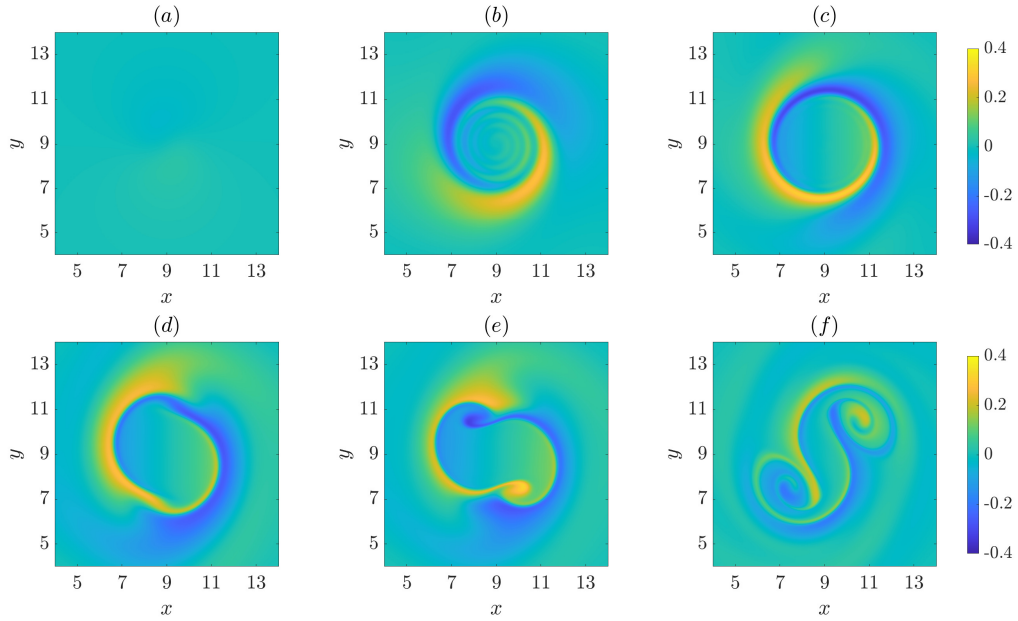 (a) (b) (c)
13 13 13 0.4
11 11 11 0.2
y 9 y 9 y 9 0
7 7 7 -0.2
5 5 5 -0.4
5 7 9 11 13 5 7 9 11 13 5 7 9 11 13
x x x
(d) (e) (f)
13 13 13 0.4
11 11 11 0.2
y 9 y 9 y 9 0
7 7 7 -0.2
5 5 5 -0.4
5 7 9 11 13 5 7 9 11 13 5 7 9 11 13
x x x